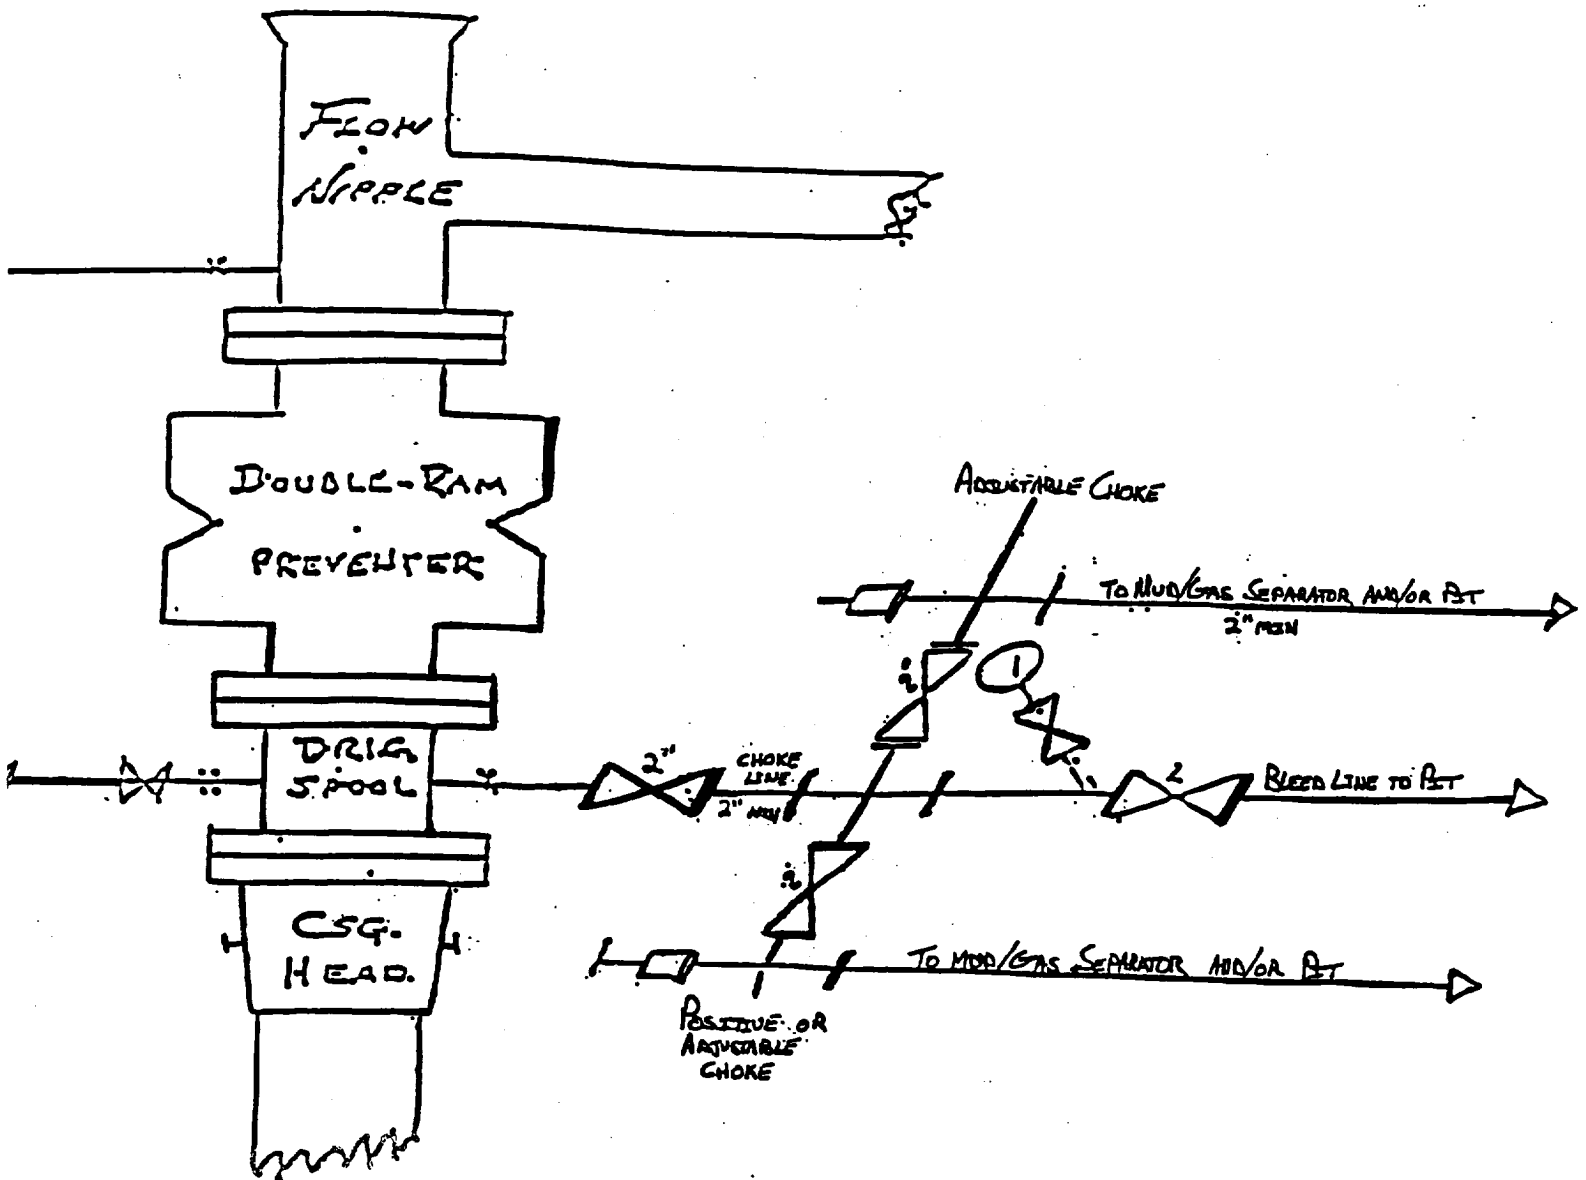 FLOW
NIPPLE
DOUBLE-RAM
PREVENTER
ADJUSTABLE CHOKE
TO MUD/GAS SEPARATOR AND/OR PIT
2" MIN
1
DRLG
SPOOL
2"
CHOKE
LINE
2" MIN
2
BLEED LINE TO PIT
2
2
CSG.
HEAD.
TO MUD/GAS SEPARATOR AND/OR PIT
POSITIVE OR
ADJUSTABLE
CHOKE